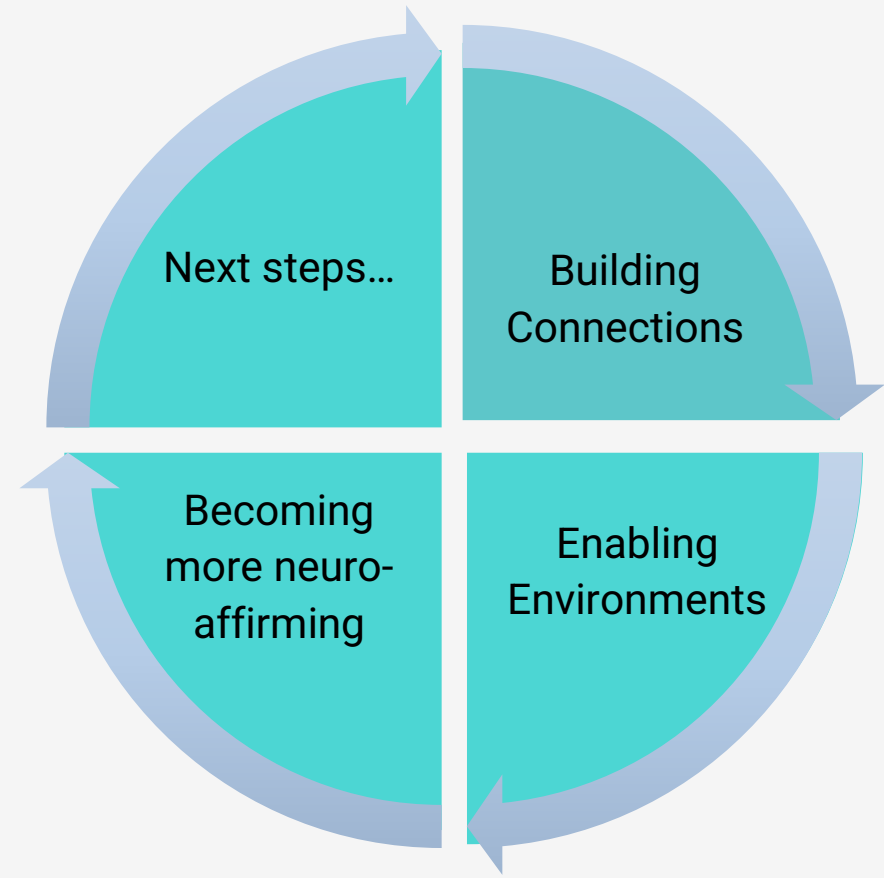 Next steps…
Building
Connections
Becoming
more neuro-
affirming
Enabling
Environments